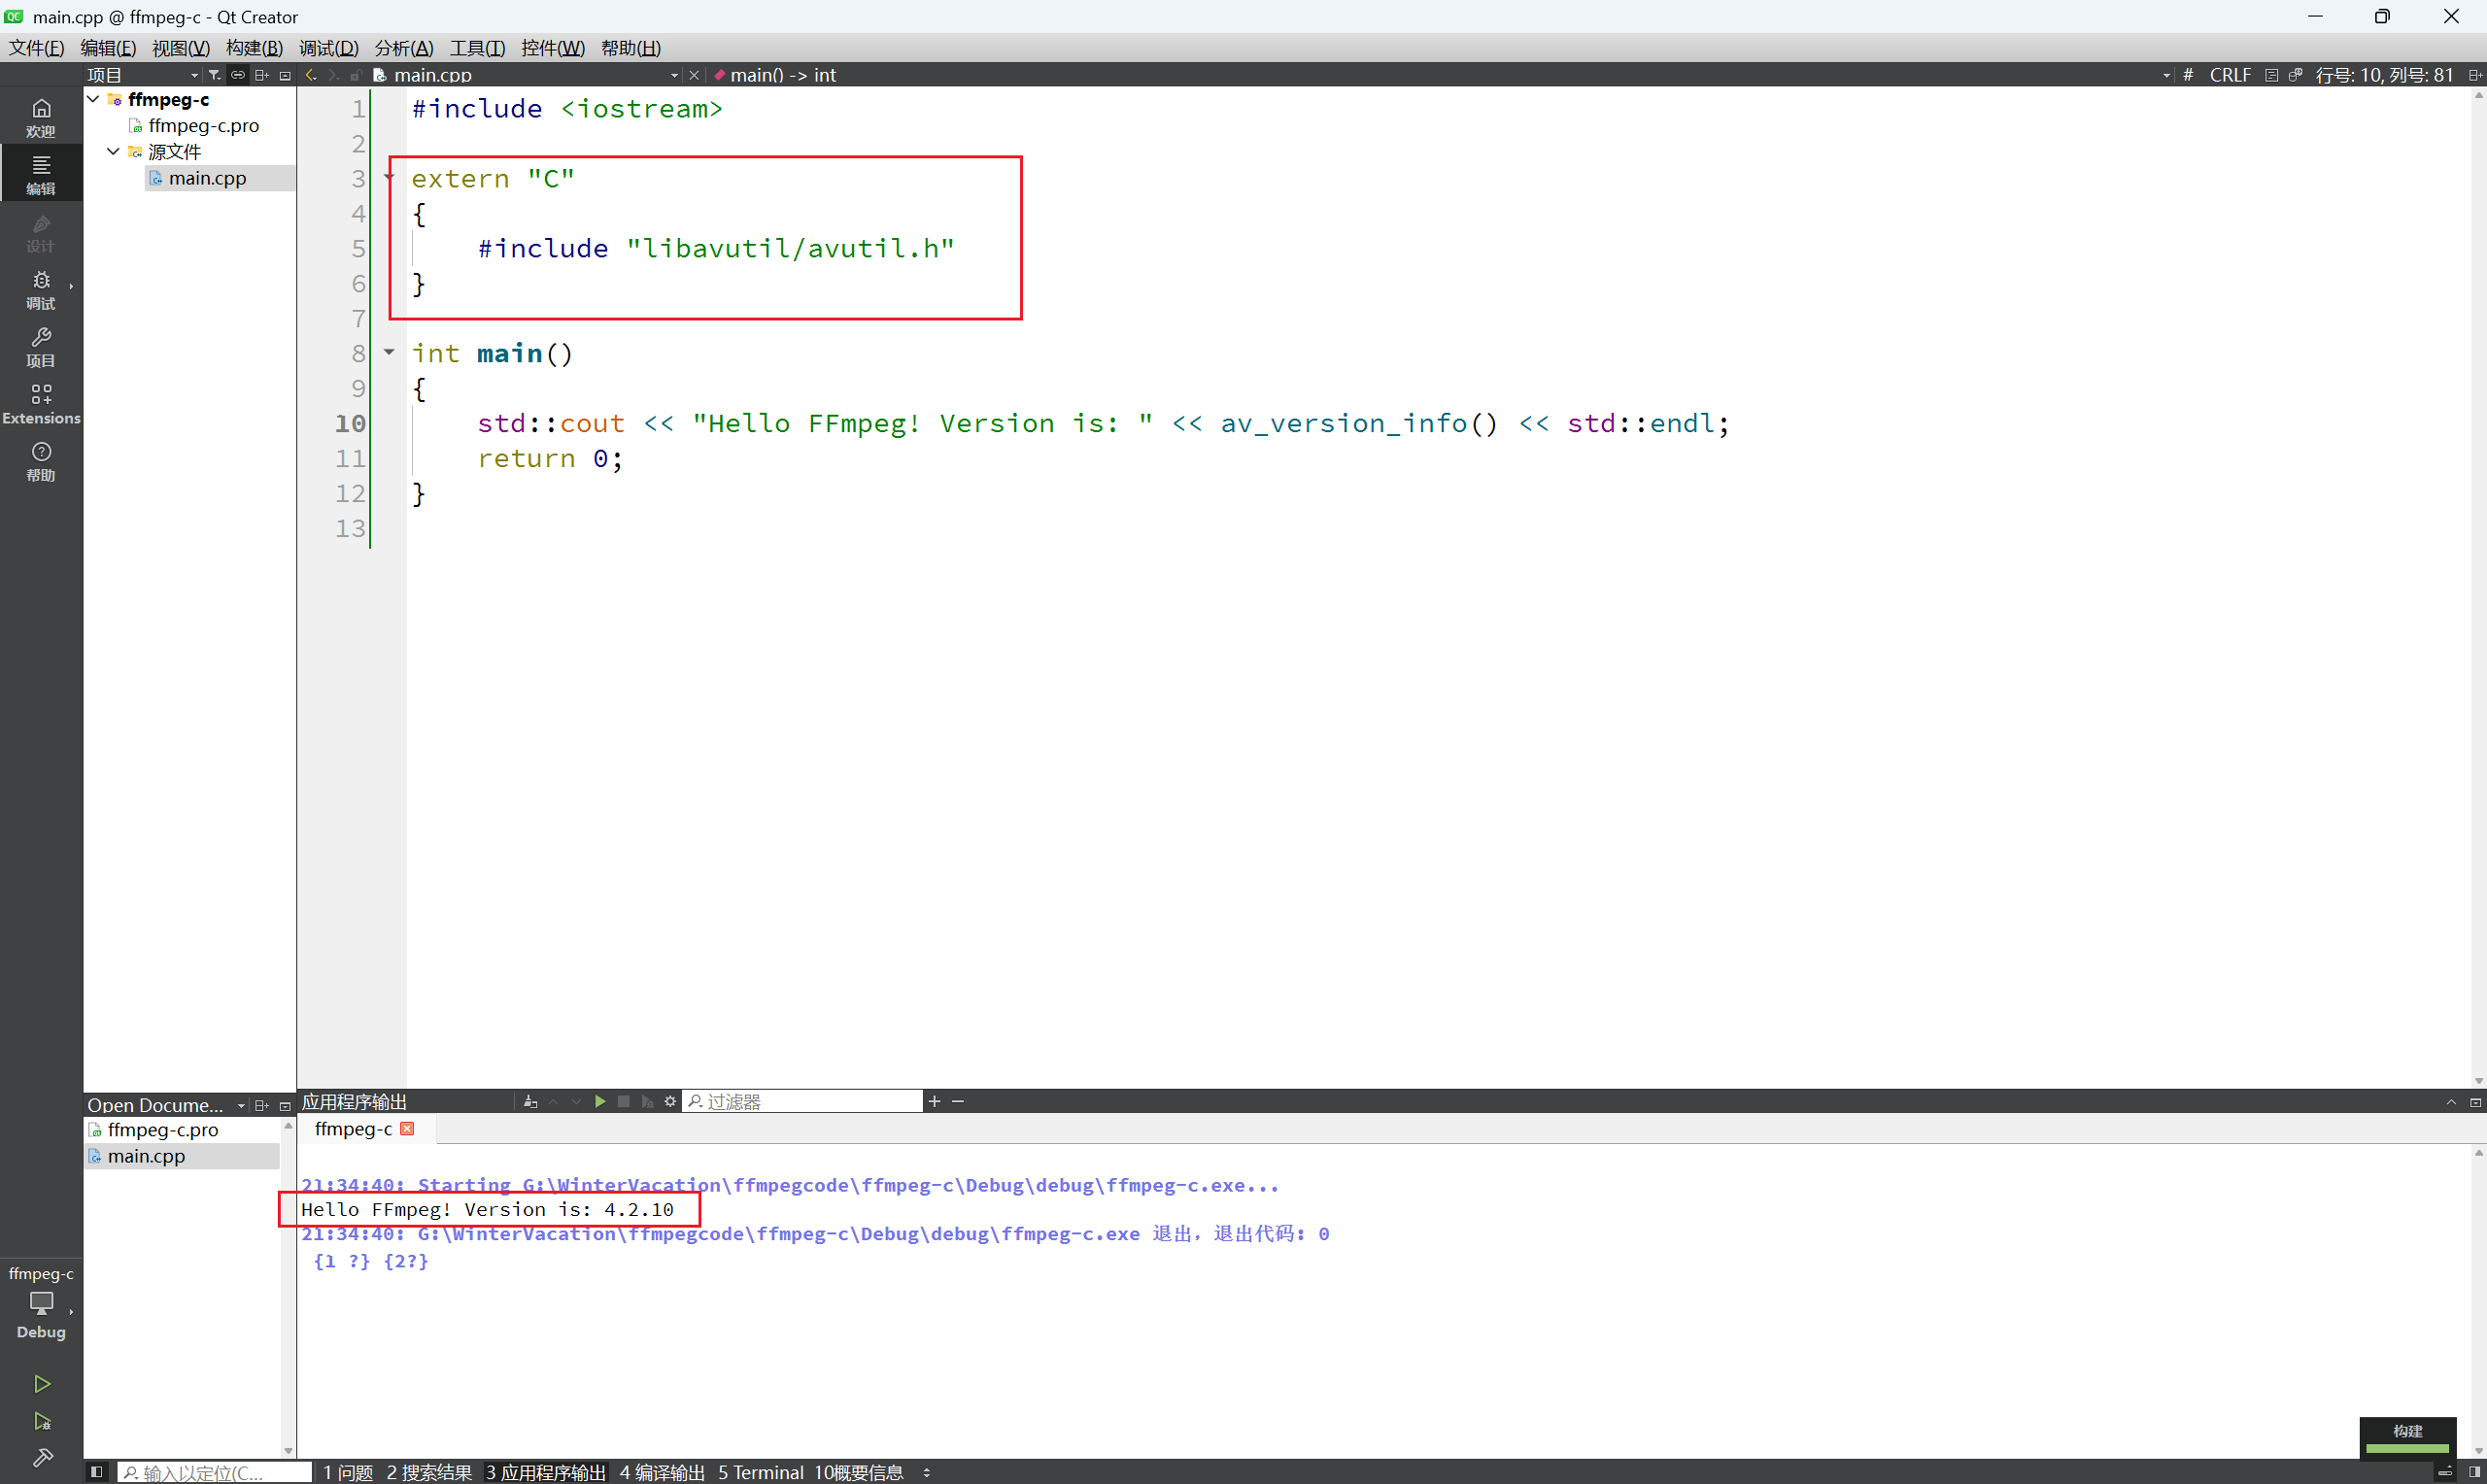 main.cpp @ ffmpeg-c - Qt Creator
文件(F) 编辑(E) 视图(V) 构建(B) 调试(D) 分析(A) 工具(T) 控件(W) 帮助(H)
项目
main.cpp
main() -> int
# CRLF 行号: 10, 列号: 81
欢迎
编辑
设计
调试
项目
Extensions
帮助
ffmpeg-c
ffmpeg-c.pro
源文件
main.cpp
1 #include <iostream>
2
3 extern "C"
4 {
5 #include "libavutil/avutil.h"
6 }
7
8 int main()
9 {
10 std::cout << "Hello FFmpeg! Version is: " << av_version_info() << std::endl;
11 return 0;
12 }
13
Open Docume...
ffmpeg-c.pro
main.cpp
应用程序输出
过滤器
ffmpeg-c
21:34:40: Starting G:\WinterVacation\ffmpegcode\ffmpeg-c\Debug\debug\ffmpeg-c.exe...
Hello FFmpeg! Version is: 4.2.10
21:34:40: G:\WinterVacation\ffmpegcode\ffmpeg-c\Debug\debug\ffmpeg-c.exe 退出，退出代码: 0
{1 ?} {2?}
ffmpeg-c
Debug
构建
输入以定位(C...
1 问题 2 搜索结果 3 应用程序输出 4 编译输出 5 Terminal 10概要信息